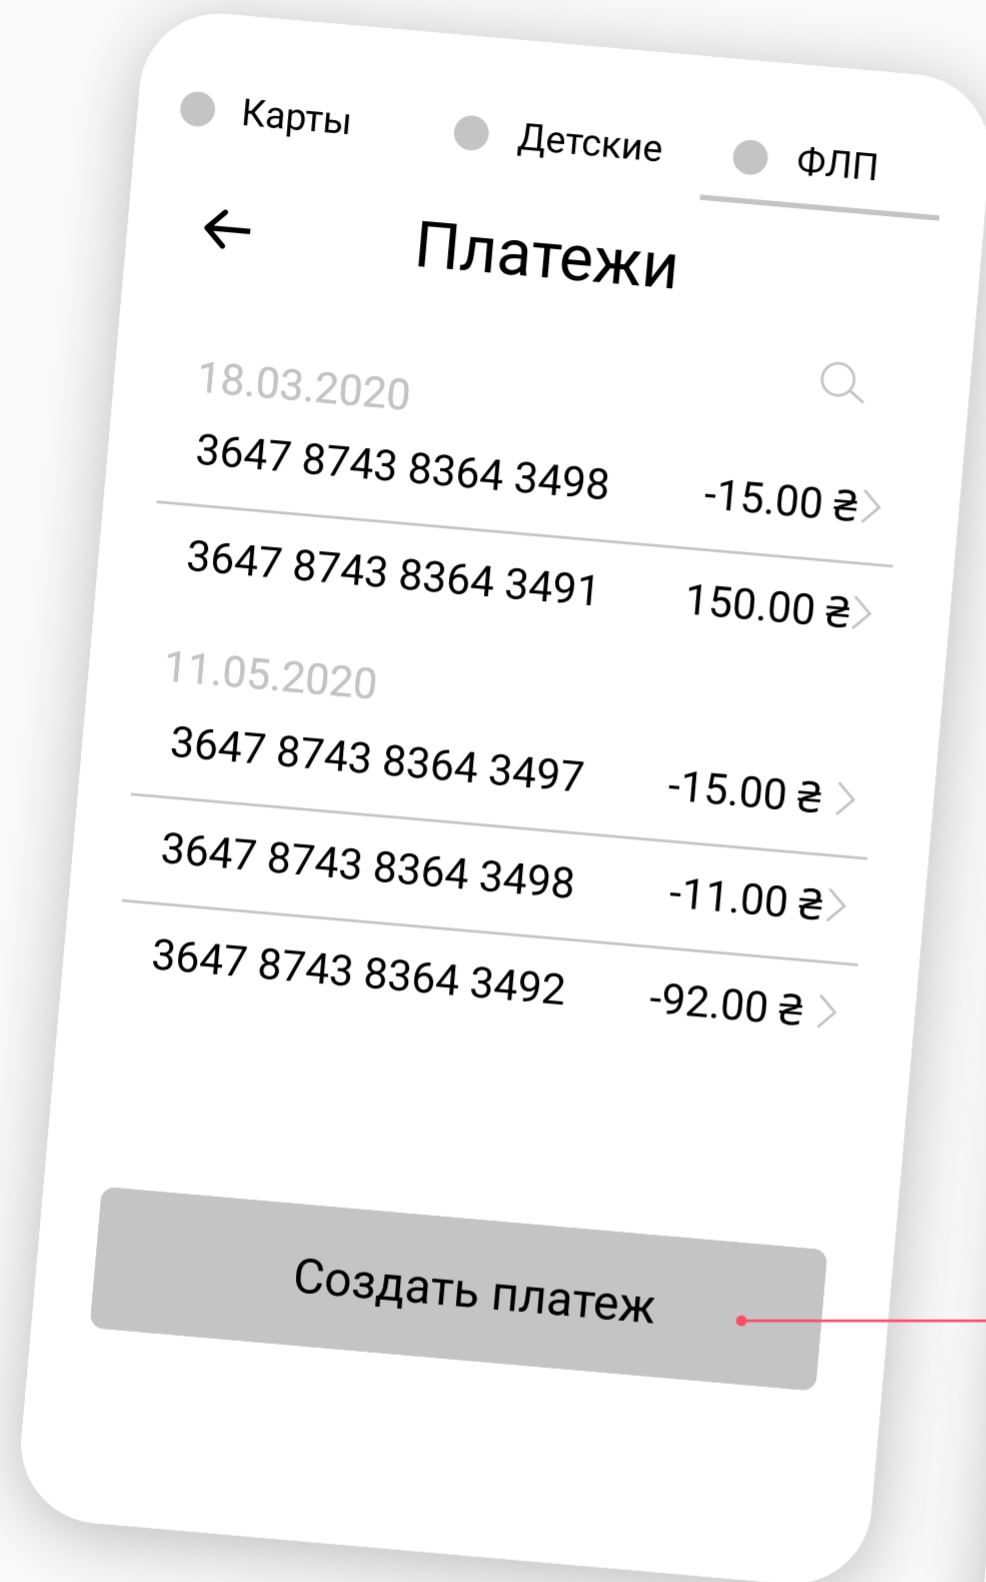 Карты Детские ФЛП
Платежи
18.03.2020
3647 8743 8364 3498 -15.00 ₴
3647 8743 8364 3491 150.00 ₴
11.05.2020
3647 8743 8364 3497 -15.00 ₴
3647 8743 8364 3498 -11.00 ₴
3647 8743 8364 3492 -92.00 ₴
Создать платеж